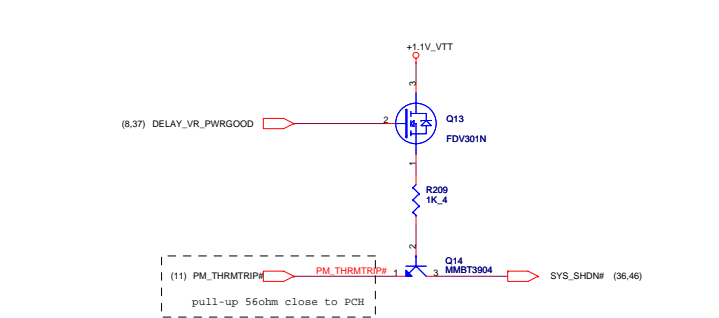 +1.1V_VTT
3
(8,37) DELAY_VR_PWRGOOD
2
Q13
FDV301N
1
R209
1K_4
2
Q14
MMBT3904
(11) PM_THRMTRIP#
PM_THRMTRIP#
1
3
SYS_SHDN# (36,46)
pull-up 56ohm close to PCH